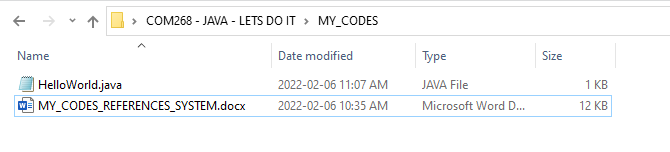 COM268 - JAVA - LETS DO IT > MY_CODES
Name Date modified Type Size
HelloWorld.java 2022-02-06 11:07 AM JAVA File 1 KB
MY_CODES_REFERENCES_SYSTEM.docx 2022-02-06 10:35 AM Microsoft Word D... 12 KB